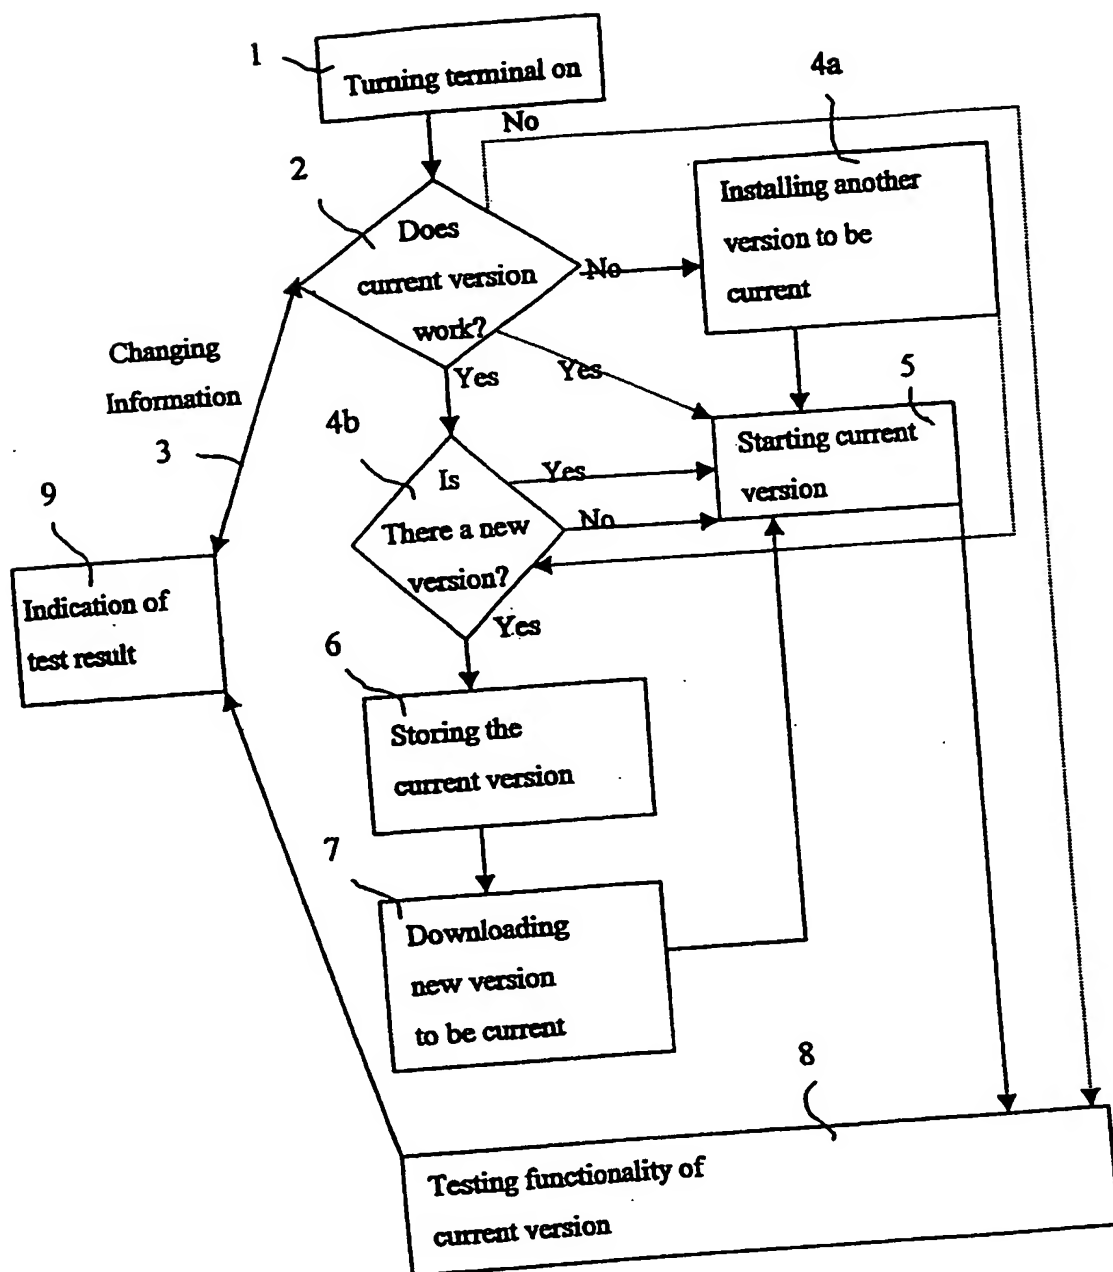 1
Turning terminal on
No
4a
2
Does
current version
work?
No
Installing another
version to be
current
Changing
Information
3
Yes
Yes
5
Starting current
version
4b
Is
There a new
version?
Yes
No
Yes
9
Indication of
test result
6
Storing the
current version
7
Downloading
new version
to be current
8
Testing functionality of
current version